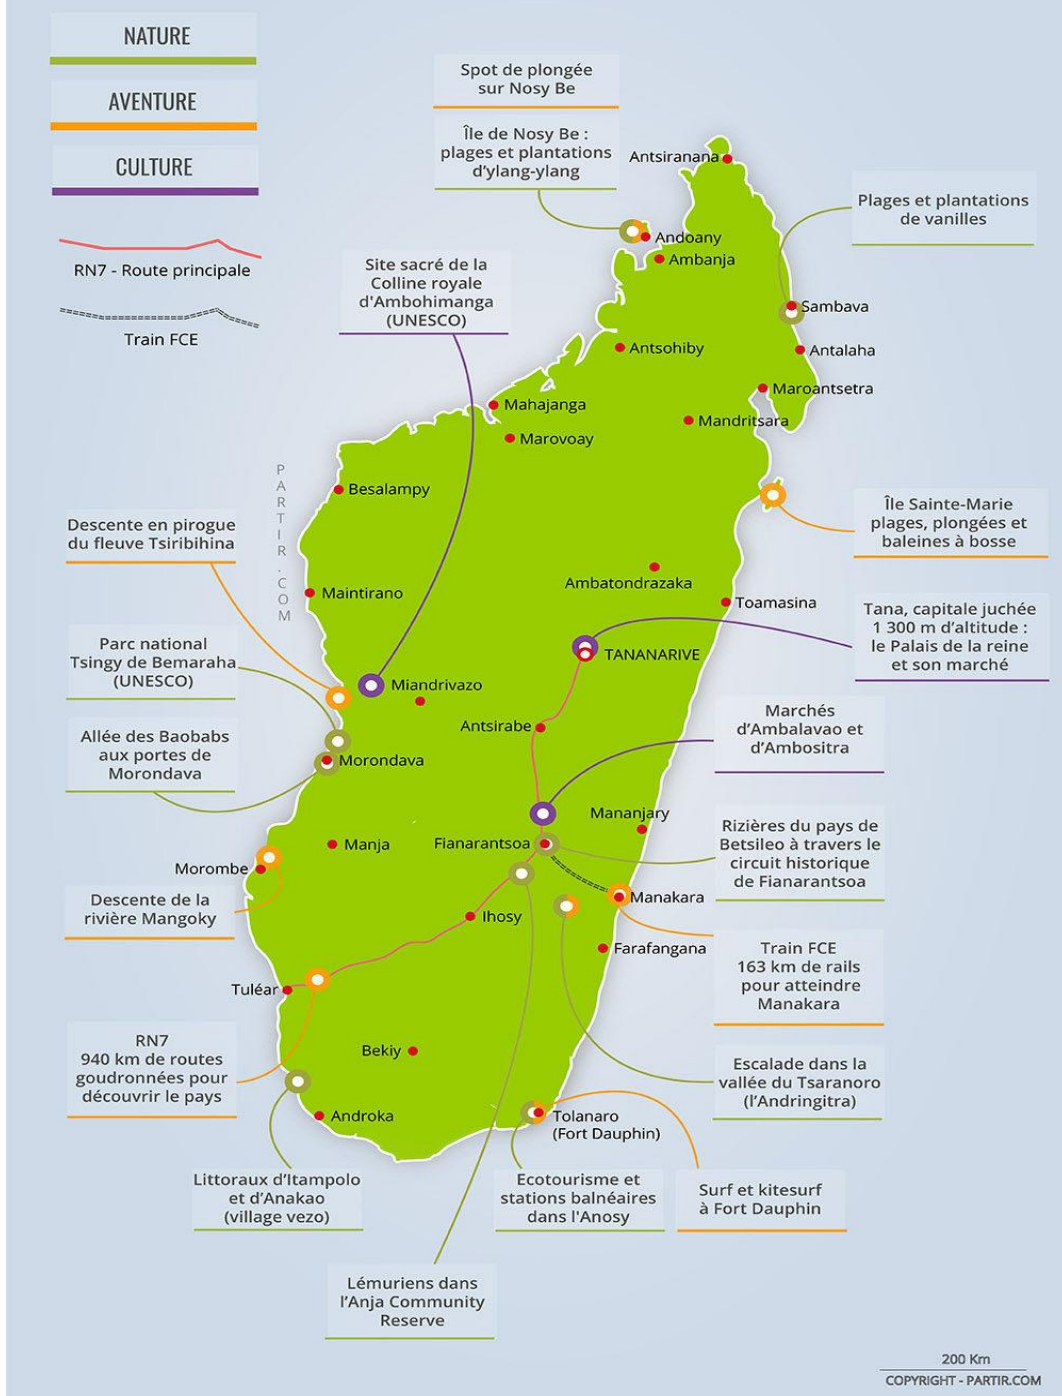 NATURE
AVENTURE
CULTURE
RN7 - Route principale
Train FCE
Spot de plongée
sur Nosy Be
Île de Nosy Be :
plages et plantations
d’ylang-ylang
Antsiranana
Plages et plantations
de vanilles
Andoany
Ambanja
Site sacré de la
Colline royale
d'Ambohimanga
(UNESCO)
Sambava
Antsohiby
Antalaha
Maroantsetra
Mahajanga
Mandritsara
Marovoay
PARTIR.COM
Besalampy
Île Sainte-Marie
plages, plongées et
baleines à bosse
Descente en pirogue
du fleuve Tsiribihina
Ambatondrazaka
Maintirano
Toamasina
Tana, capitale juchée
1 300 m d’altitude :
le Palais de la reine
et son marché
Parc national
Tsingy de Bemaraha
(UNESCO)
TANANARIVE
Miandrivazo
Antsirabe
Marchés
d’Ambalavao et
d’Ambositra
Allée des Baobabs
aux portes de
Morondava
Morondava
Mananjary
Manja
Fianarantsoa
Rizières du pays de
Betsileo à travers le
circuit historique
de Fianarantsoa
Morombe
Manakara
Descente de la
rivière Mangoky
Ihosy
Farafangana
Train FCE
163 km de rails
pour atteindre
Manakara
Tuléar
RN7
940 km de routes
goudronnées pour
découvrir le pays
Bekiy
Escalade dans la
vallée du Tsaranoro
(l’Andringitra)
Androka
Tolanaro
(Fort Dauphin)
Littoraux d’Itampolo
et d’Anakao
(village vezo)
Ecotourisme et
stations balnéaires
dans l'Anosy
Surf et kitesurf
à Fort Dauphin
Lémuriens dans
l’Anja Community
Reserve
200 Km
COPYRIGHT - PARTIR.COM